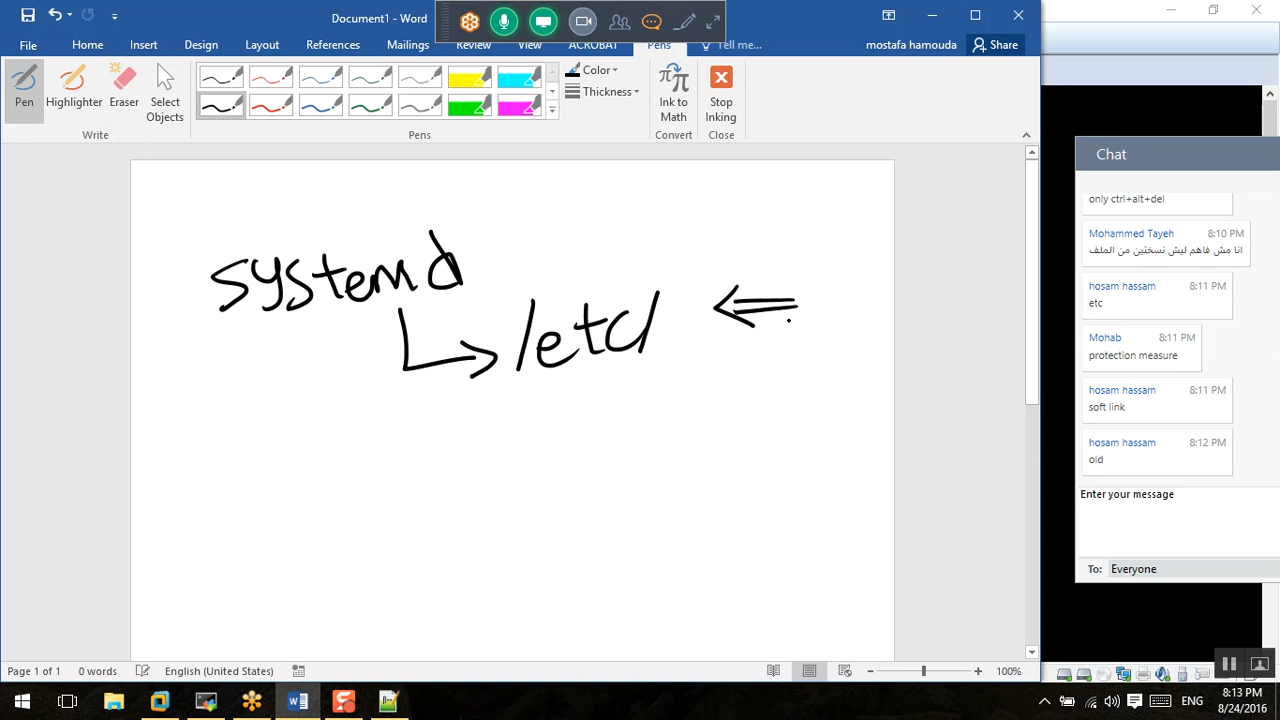 Document1 - Word
File Home Insert Design Layout References Mailings Review View ACROBAT Pens Tell me... mostafa hamouda Share
Pen Highlighter Eraser Select Objects
Color
Thickness
Ink to Math
Stop Inking
Write Pens Convert Close
systemd
/etc/
Chat
only ctrl+alt+del
Mohammed Tayeh 8:10 PM
انا مش فاهم ليش نسختين من الملف
hosam hassam 8:11 PM
etc
Mohab 8:11 PM
protection measure
hosam hassam 8:11 PM
soft link
hosam hassam 8:12 PM
old
Enter your message
To: Everyone
Page 1 of 1 0 words English (United States) 100%
ENG 8:13 PM
8/24/2016